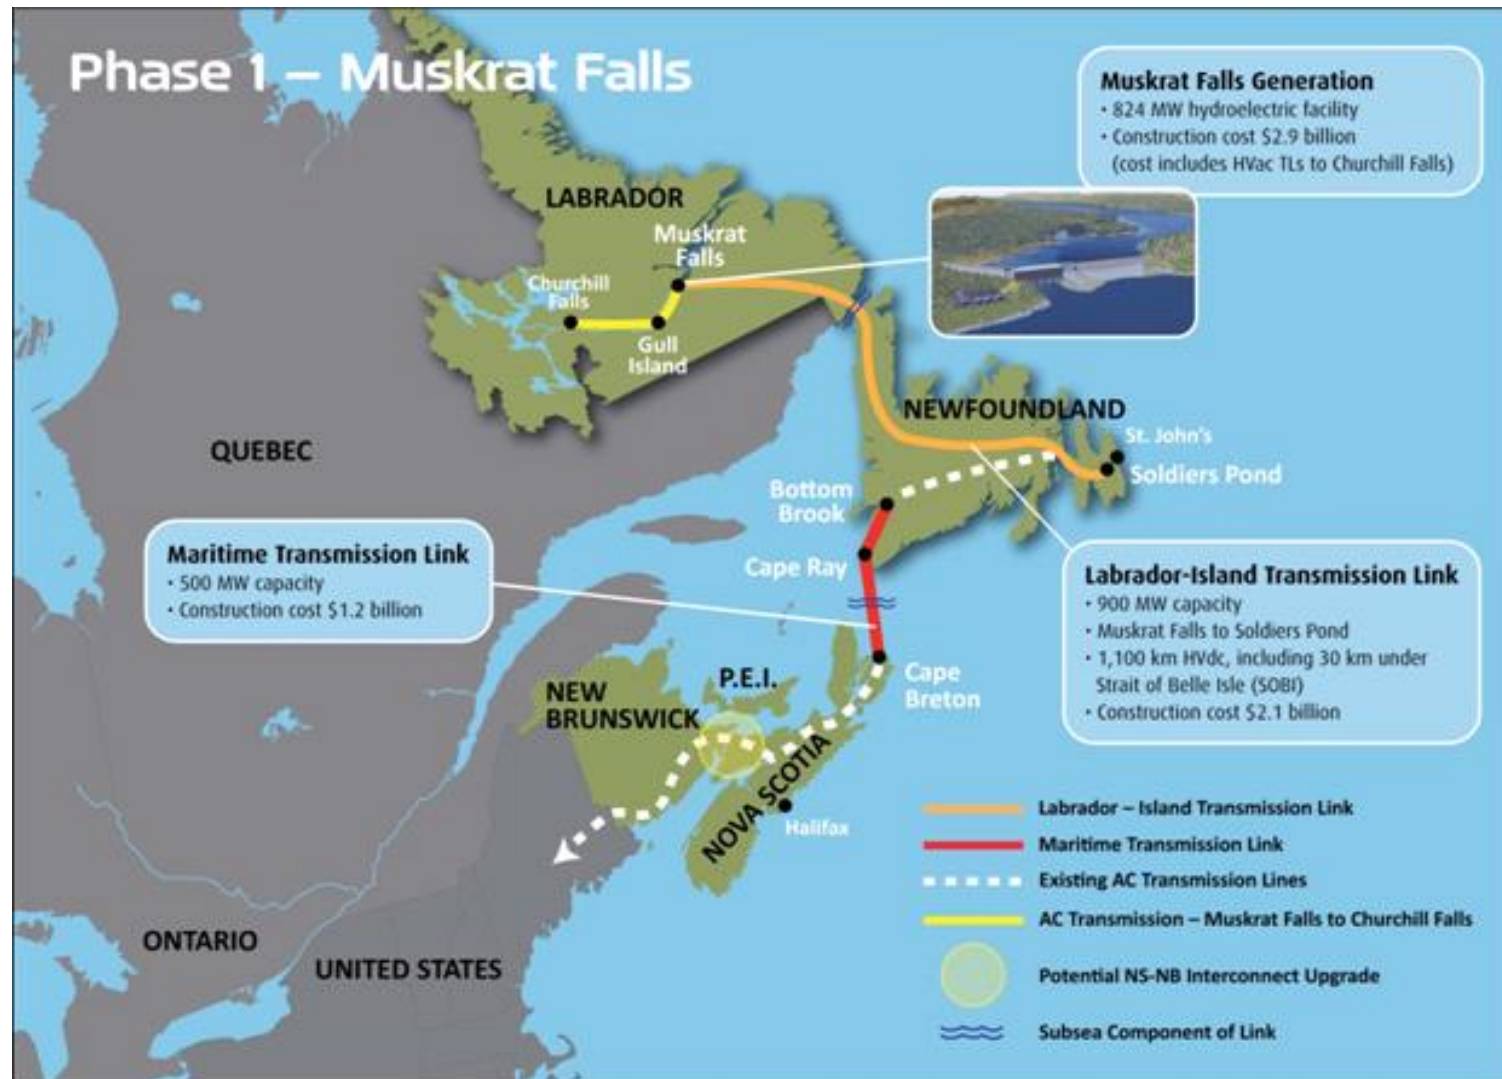 Phase 1 – Muskrat Falls
Muskrat Falls Generation
• 824 MW hydroelectric facility
• Construction cost $2.9 billion
(cost includes HVac TLs to Churchill Falls)
LABRADOR
Muskrat
Falls
Churchill
Falls
Gull
Island
QUEBEC
NEWFOUNDLAND
St. John's
Soldiers Pond
Bottom
Brook
Cape Ray
Maritime Transmission Link
• 500 MW capacity
• Construction cost $1.2 billion
Labrador-Island Transmission Link
• 900 MW capacity
• Muskrat Falls to Soldiers Pond
• 1,100 km HVdc, including 30 km under
Strait of Belle Isle (SOBI)
• Construction cost $2.1 billion
Cape
Breton
P.E.I.
NEW
BRUNSWICK
NOVA SCOTIA
Halifax
ONTARIO
UNITED STATES
Labrador – Island Transmission Link
Maritime Transmission Link
Existing AC Transmission Lines
AC Transmission – Muskrat Falls to Churchill Falls
Potential NS-NB Interconnect Upgrade
Subsea Component of Link